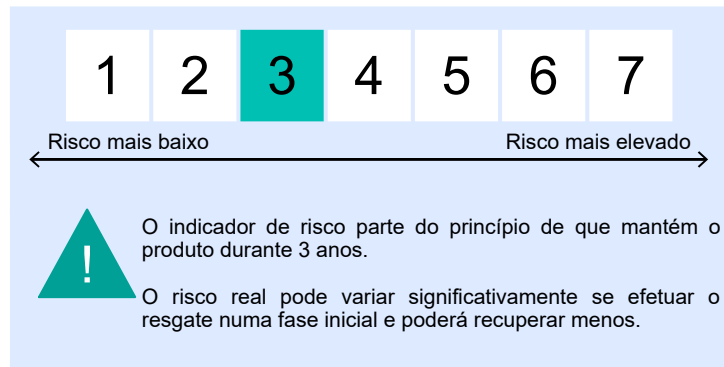 1 2 3 4 5 6 7
Risco mais baixo Risco mais elevado
!
O indicador de risco parte do princípio de que mantém o
produto durante 3 anos.
O risco real pode variar significativamente se efetuar o
resgate numa fase inicial e poderá recuperar menos.